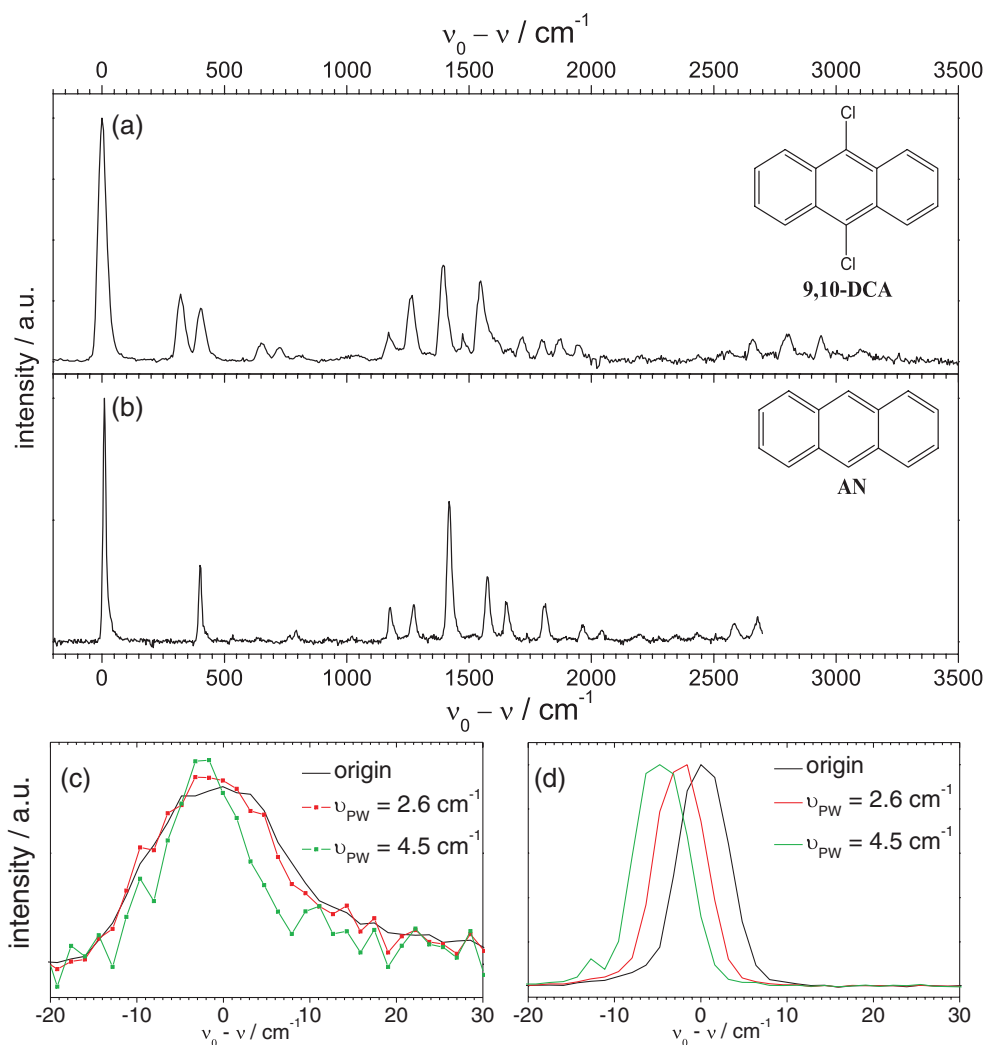 ν0 – ν / cm-1
0 500 1000 1500 2000 2500 3000 3500
(a)
Cl
Cl
9,10-DCA
intensity / a.u.
(b)
AN
0 500 1000 1500 2000 2500 3000 3500
ν0 – ν / cm-1
(c)
origin
υPW = 2.6 cm-1
υPW = 4.5 cm-1
intensity / a.u.
-20 -10 0 10 20 30
ν0 - ν / cm-1
(d)
origin
υPW = 2.6 cm-1
υPW = 4.5 cm-1
-20 -10 0 10 20 30
ν0 - ν / cm-1